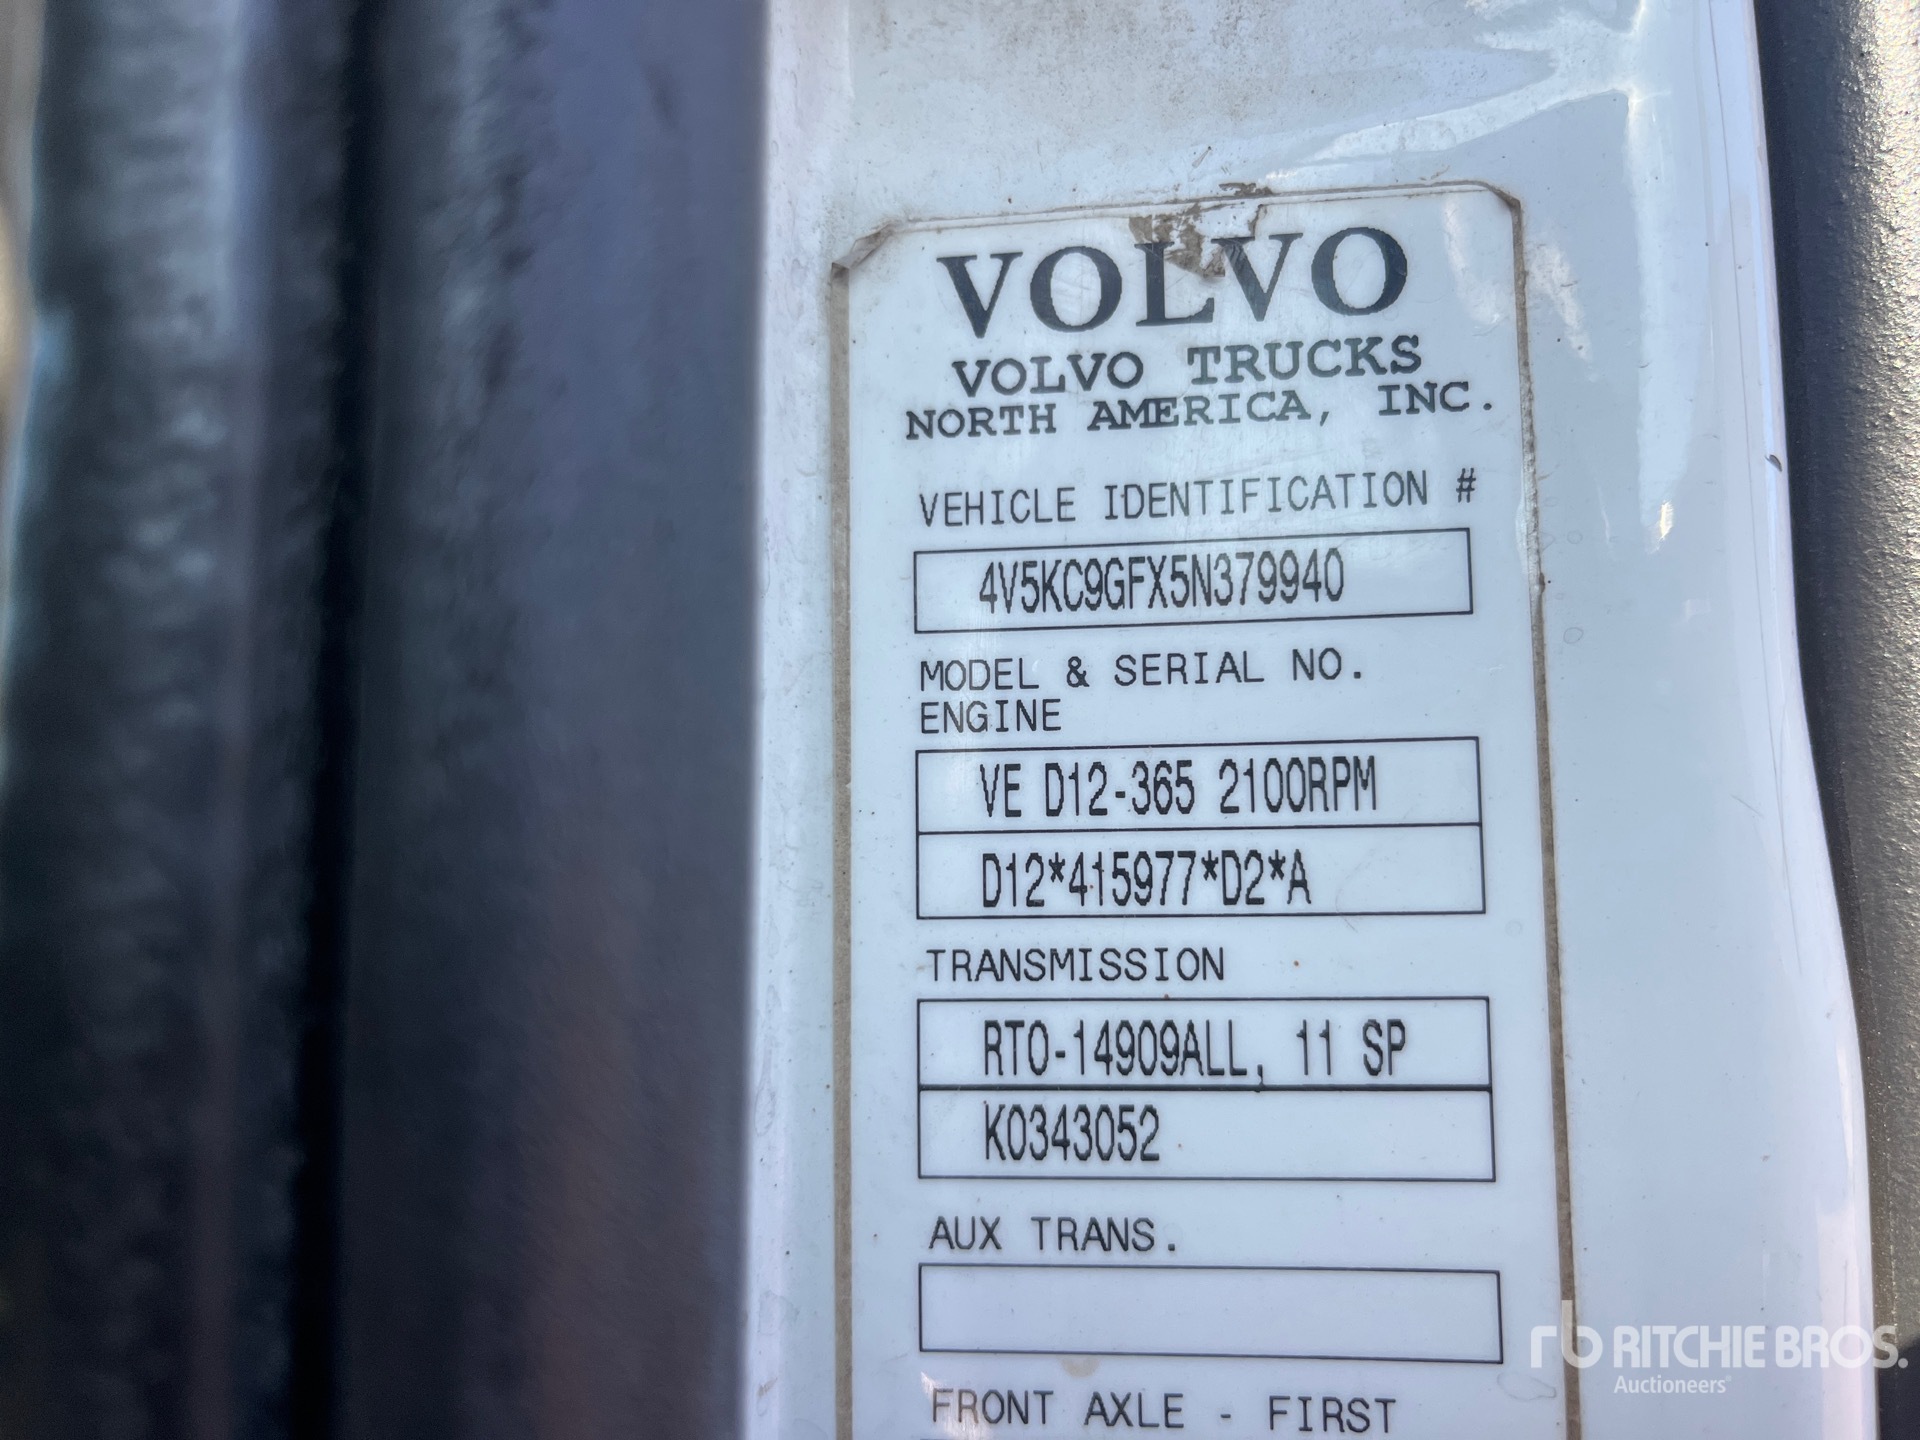 VOLVO
VOLVO TRUCKS
NORTH AMERICA, INC.
VEHICLE IDENTIFICATION #
4V5KC9GFX5N379940
MODEL & SERIAL NO.
ENGINE
VE D12-365 2100RPM
D12*415977*D2*A
TRANSMISSION
RTO-14909ALL, 11 SP
K0343052
AUX TRANS.
FRONT AXLE - FIRST
rb RITCHIE BROS.
Auctioneers